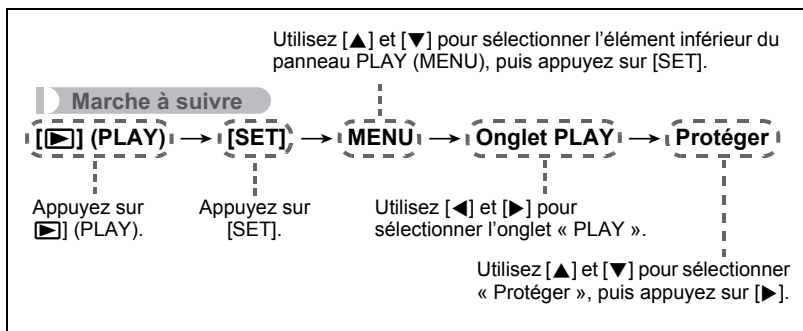 Utilisez [▲] et [▼] pour sélectionner l’élément inférieur du
panneau PLAY (MENU), puis appuyez sur [SET].
Marche à suivre
[▶] (PLAY) → [SET] → MENU → Onglet PLAY → Protéger
Appuyez sur
▶] (PLAY).
Appuyez sur
[SET].
Utilisez [◀] et [▶] pour
sélectionner l’onglet « PLAY ».
Utilisez [▲] et [▼] pour sélectionner
« Protéger », puis appuyez sur [▶].